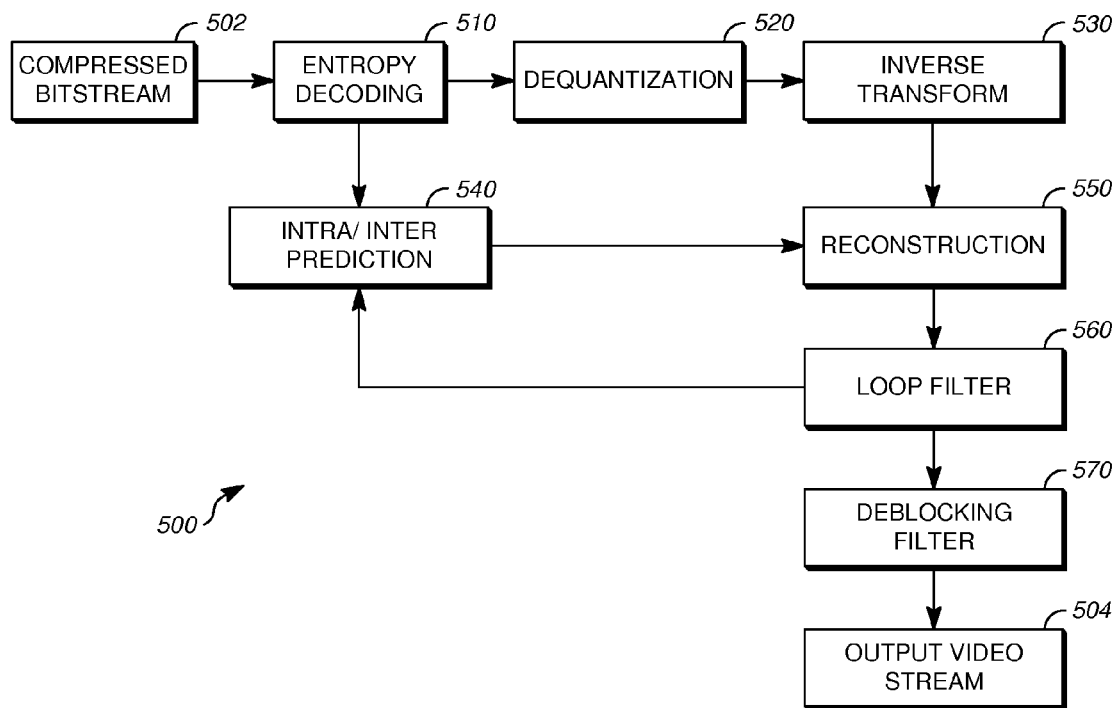 502
COMPRESSED
BITSTREAM
510
ENTROPY
DECODING
520
DEQUANTIZATION
530
INVERSE
TRANSFORM
540
INTRA/ INTER
PREDICTION
550
RECONSTRUCTION
560
LOOP FILTER
570
DEBLOCKING
FILTER
500
504
OUTPUT VIDEO
STREAM